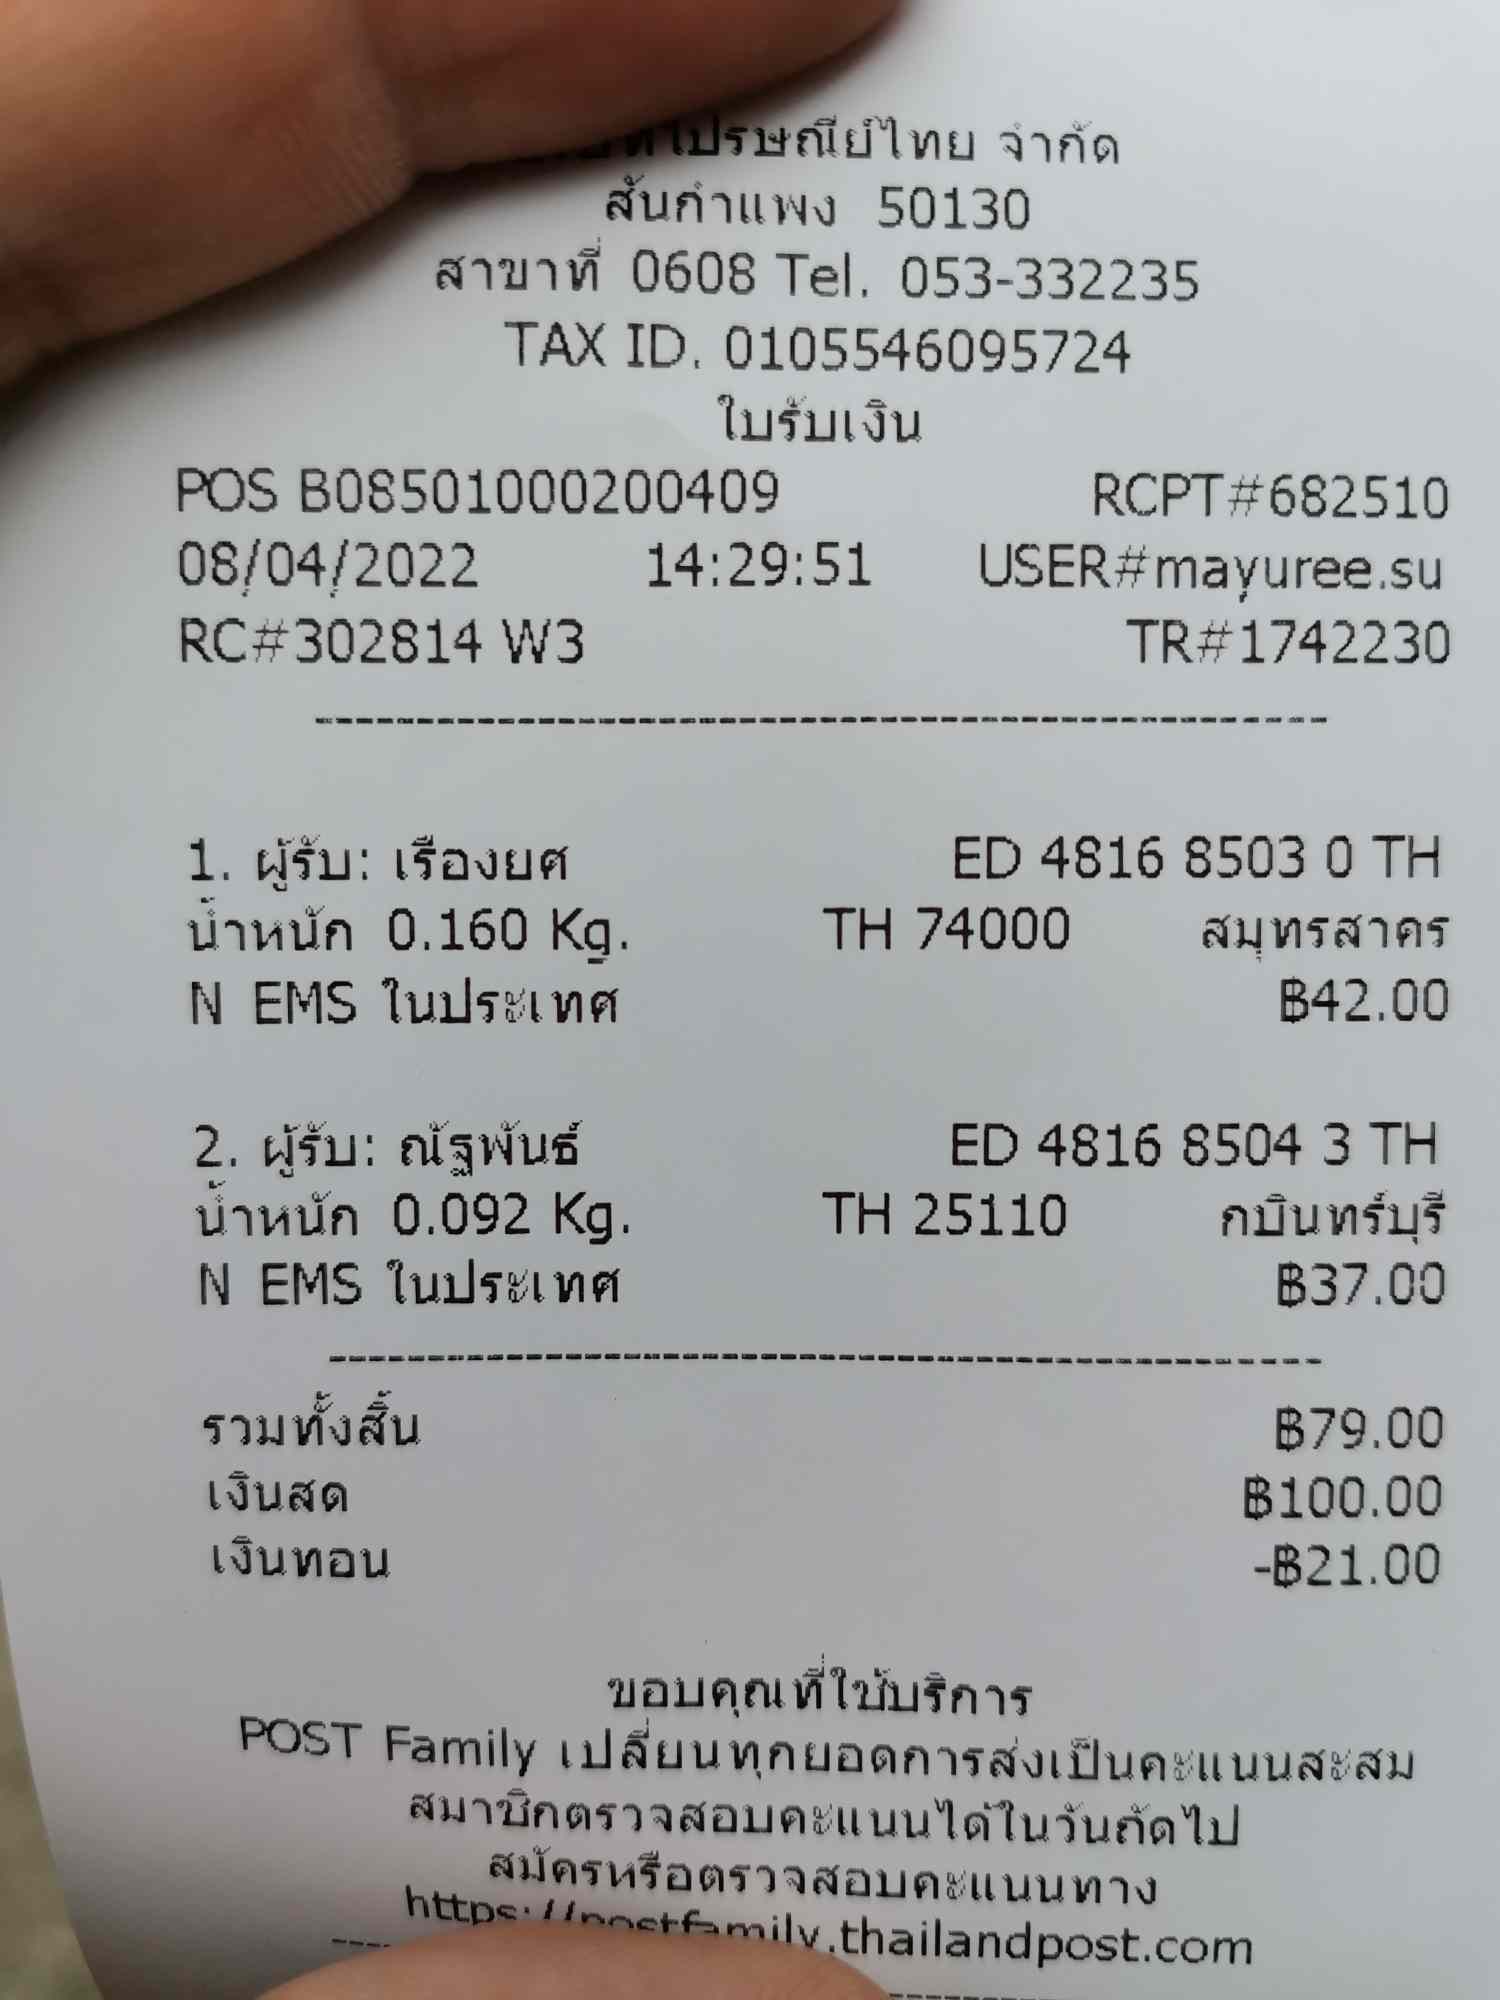 ไปรษณีย์ไทย จำกัด
สันกำแพง 50130
สาขาที่ 0608 Tel. 053-332235
TAX ID. 0105546095724
ใบรับเงิน
POS B08501000200409 RCPT#682510
08/04/2022 14:29:51 USER#mayuree.su
RC#302814 W3 TR#1742230
1. ผู้รับ: เรืองยศ ED 4816 8503 0 TH
น้ำหนัก 0.160 Kg. TH 74000 สมุทรสาคร
N EMS ในประเทศ ฿42.00
2. ผู้รับ: ณัฐพันธ์ ED 4816 8504 3 TH
น้ำหนัก 0.092 Kg. TH 25110 กบินทร์บุรี
N EMS ในประเทศ ฿37.00
รวมทั้งสิ้น ฿79.00
เงินสด ฿100.00
เงินทอน -฿21.00
ขอบคุณที่ใช้บริการ
POST Family เปลี่ยนทุกยอดการส่งเป็นคะแนนสะสม
สมาชิกตรวจสอบคะแนนได้ในวันถัดไป
สมัครหรือตรวจสอบคะแนนทาง
https://postfamily.thailandpost.com